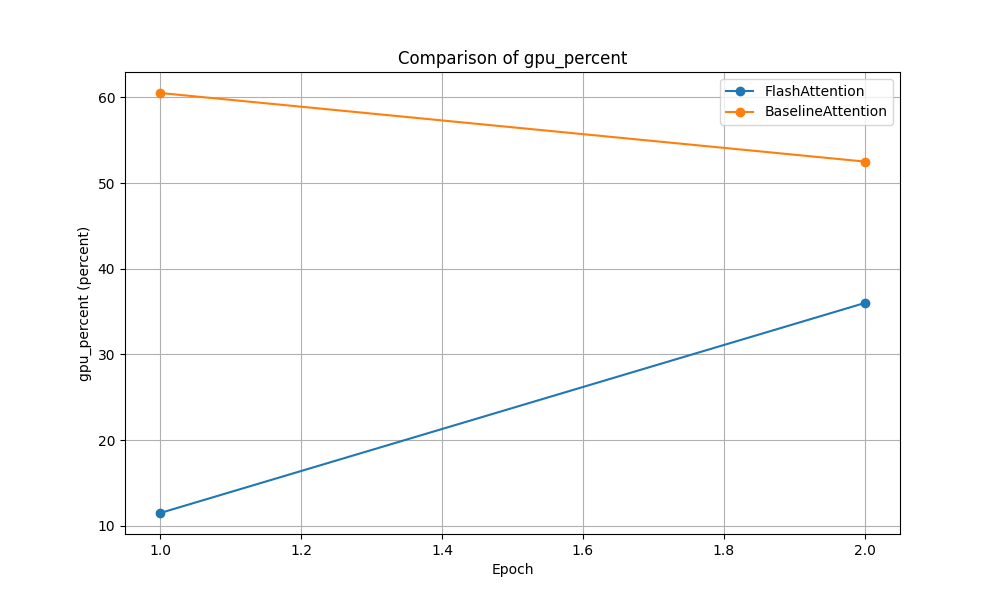 Comparison of gpu_percent
FlashAttention
BaselineAttention
gpu_percent (percent)
60
50
40
30
20
10
1.0 1.2 1.4 1.6 1.8 2.0
Epoch